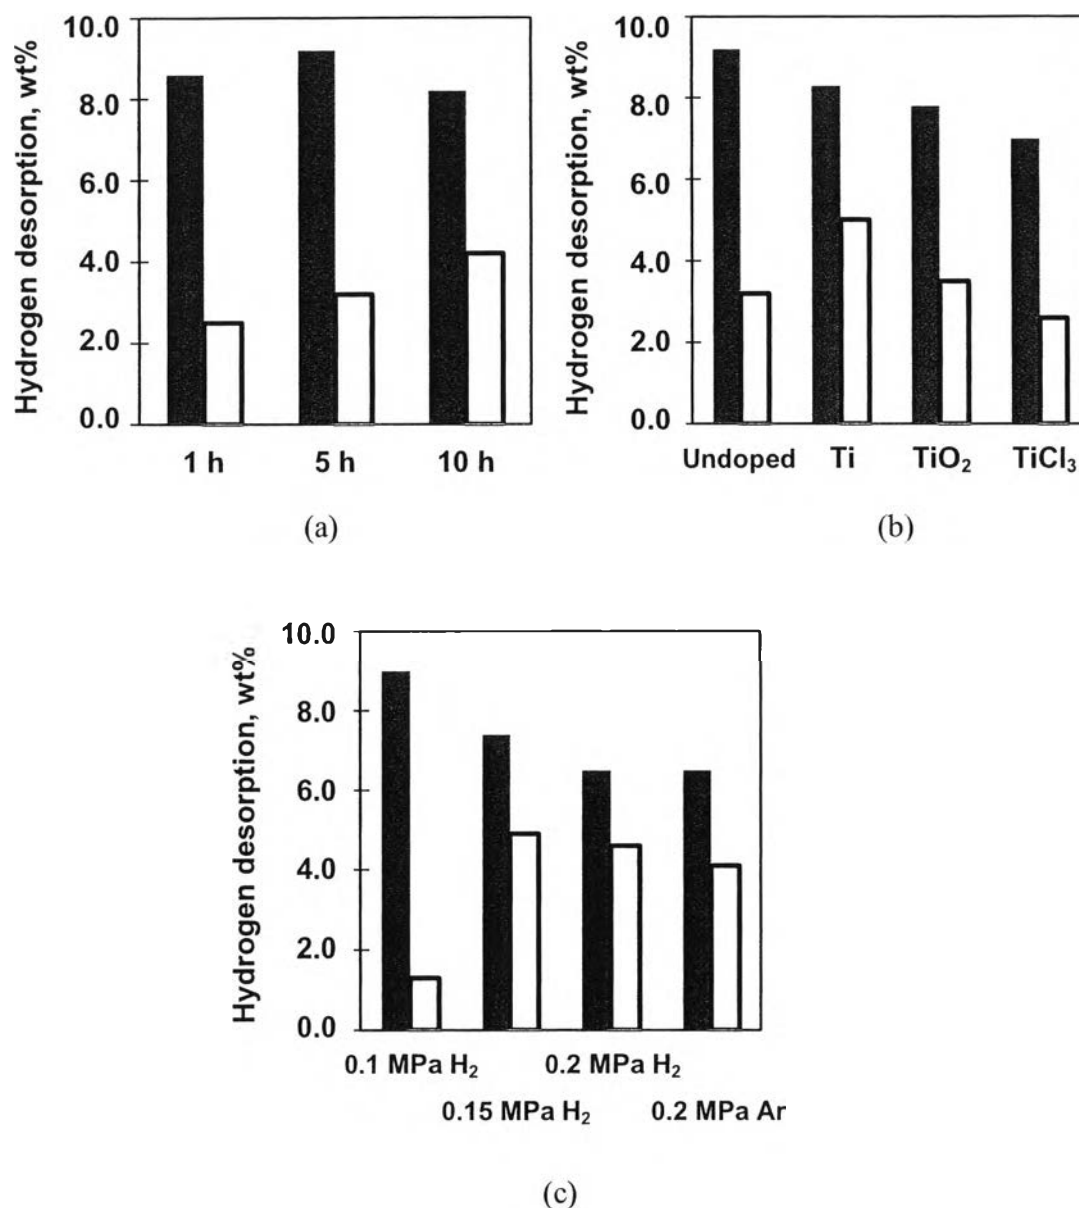 Hydrogen desorption, wt%
10.0
8.0
6.0
4.0
2.0
0.0
1 h 5 h 10 h
(a)
Hydrogen desorption, wt%
10.0
8.0
6.0
4.0
2.0
0.0
Undoped Ti TiO₂ TiCl₃
(b)
Hydrogen desorption, wt%
10.0
8.0
6.0
4.0
2.0
0.0
0.1 MPa H₂ 0.2 MPa H₂
0.15 MPa H₂ 0.2 MPa Ar
(c)